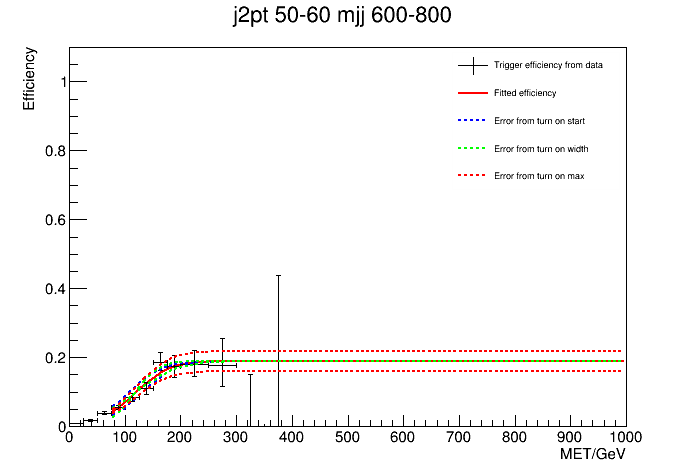 j2pt 50-60 mjj 600-800
Efficiency
1
0.8
0.6
0.4
0.2
0
Trigger efficiency from data
Fitted efficiency
Error from turn on start
Error from turn on width
Error from turn on max
0 100 200 300 400 500 600 700 800 900 1000
MET/GeV